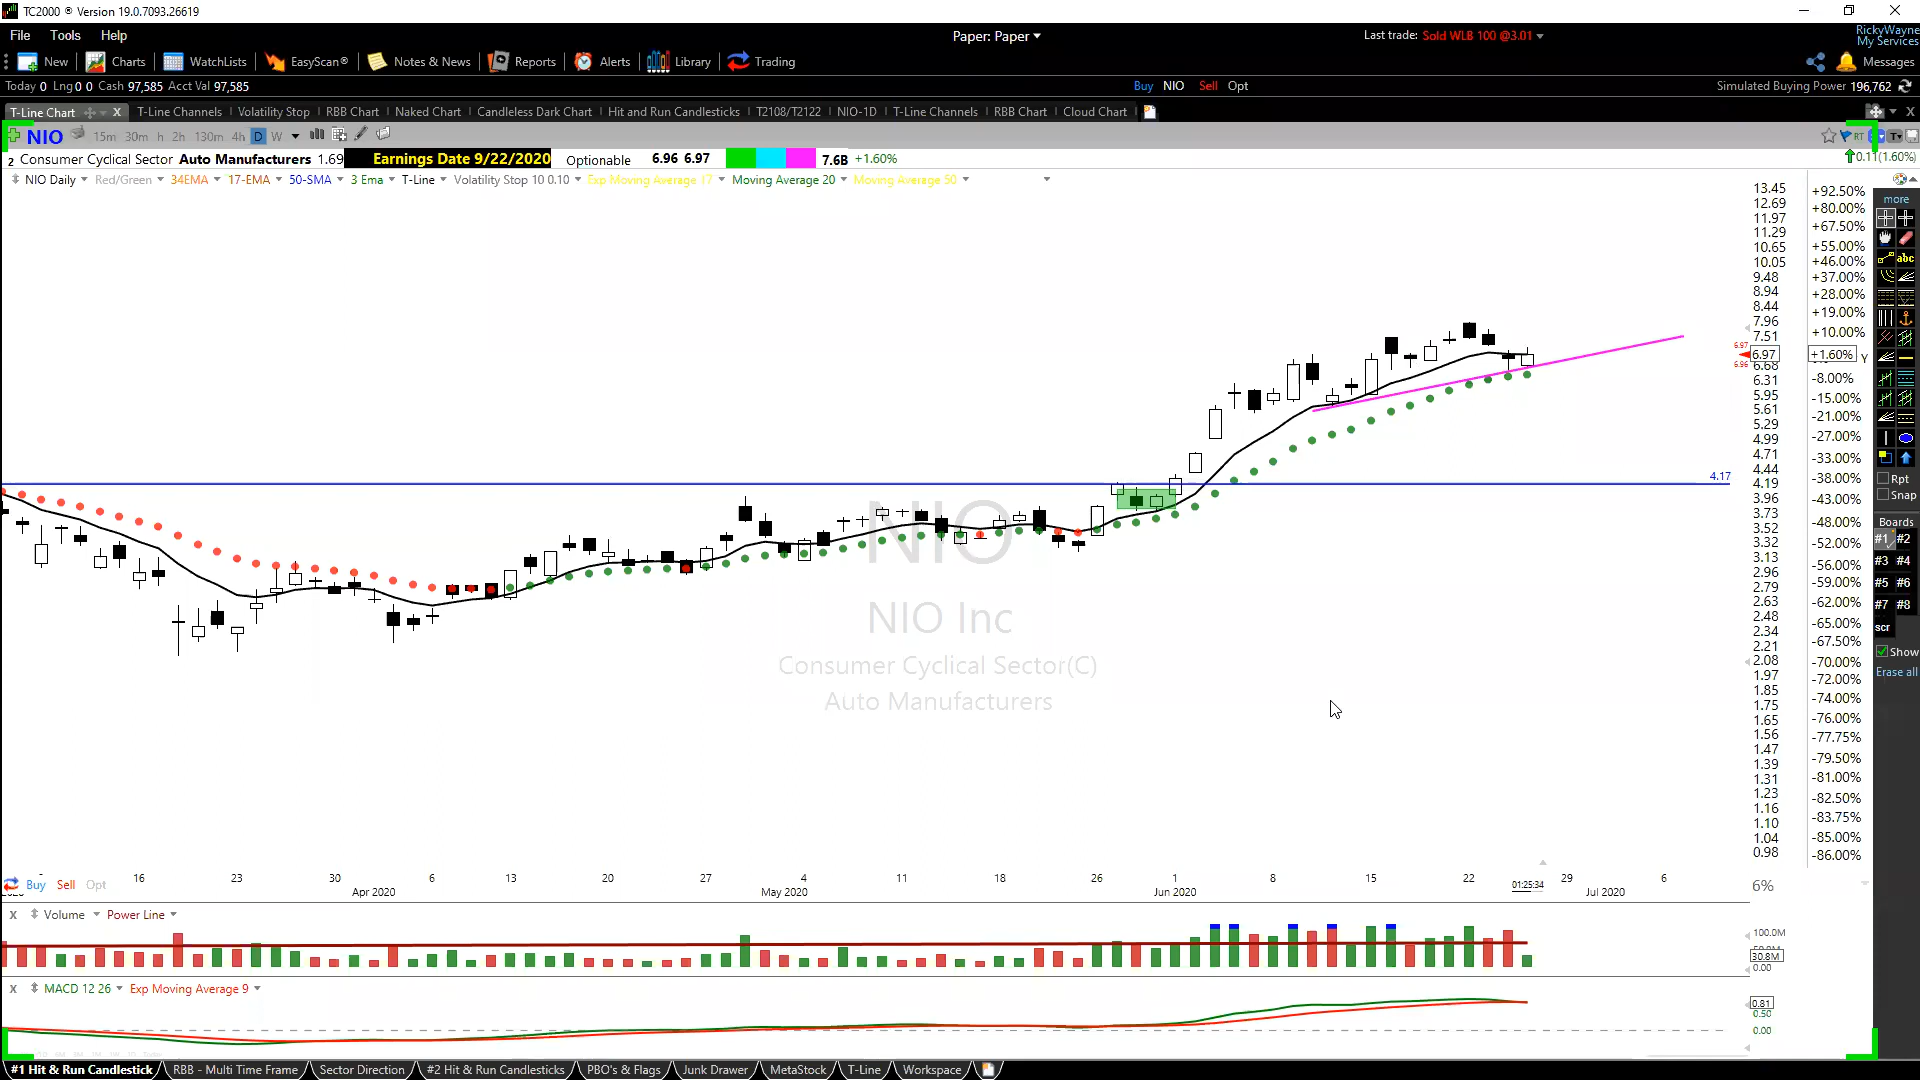 TC2000 ® Version 19.0.7093.26619
File Tools Help Paper: Paper Last trade: Sold WLB 100 @3.01 RickyWayne
My Services
New Charts WatchLists EasyScan® Notes & News Reports Alerts Library Trading Messages
Today 0 Lng 0 0 Cash 97,585 Acct Val 97,585 Buy NIO Sell Opt Simulated Buying Power 196,762
T-Line Chart X T-Line Channels Volatility Stop RBB Chart Naked Chart Candleless Dark Chart Hit and Run Candlesticks T2108/T2122 NIO-1D T-Line Channels RBB Chart Cloud Chart X
NIO 15m 30m h 2h 130m 4h D W RT
2 Consumer Cyclical Sector Auto Manufacturers 1.69 Earnings Date 9/22/2020 Optionable 6.96 6.97 7.6B +1.60% 0.11(1.60%)
NIO Daily Red/Green 34EMA 17-EMA 50-SMA 3 Ema T-Line Volatility Stop 10 0.10 Exp Moving Average 17 Moving Average 20 Moving Average 50
13.45 +92.50%
12.69 +80.00%
11.97 +67.50%
11.29
10.65 +55.00%
10.05 +46.00%
9.48 +37.00%
8.94 +28.00%
8.44 +19.00%
7.96
7.51 +10.00%
6.97 6.97 +1.60% Y
6.96 6.68
6.31 -8.00%
5.95 -15.00%
5.61 -21.00%
5.29
4.99 -27.00%
4.71 -33.00%
4.44
4.17 4.19 -38.00%
3.96 -43.00%
3.73
3.52 -48.00%
3.32 -52.00%
3.13
2.96 -56.00%
2.79 -59.00%
2.63 -62.00%
2.48 -65.00%
2.34 -67.50%
2.21
2.08 -70.00%
1.97 -72.00%
1.85 -74.00%
1.75
1.65 -76.00%
1.56 -77.75%
1.47
1.39 -79.50%
1.31 -81.00%
1.23 -82.50%
1.16
1.10 -83.75%
1.04 -85.00%
0.98 -86.00%
NIO
NIO Inc
Consumer Cyclical Sector(C)
Auto Manufacturers
more
abc
Rpt
Snap
Boards
#1 #2
#3 #4
#5 #6
#7 #8
scr
Show
Erase all
Buy Sell Opt 16 23 30 6 13 20 27 4 11 18 26 1 8 15 22 01:25:34 29 6 6%
Apr 2020 May 2020 Jun 2020 Jul 2020
X Volume Power Line
100.0M
30.8M
0.00
X MACD 12 26 Exp Moving Average 9
0.81
0.50
0.00
#1 Hit & Run Candlestick RBB - Multi Time Frame Sector Direction #2 Hit & Run Candlesticks PBO's & Flags Junk Drawer MetaStock T-Line Workspace